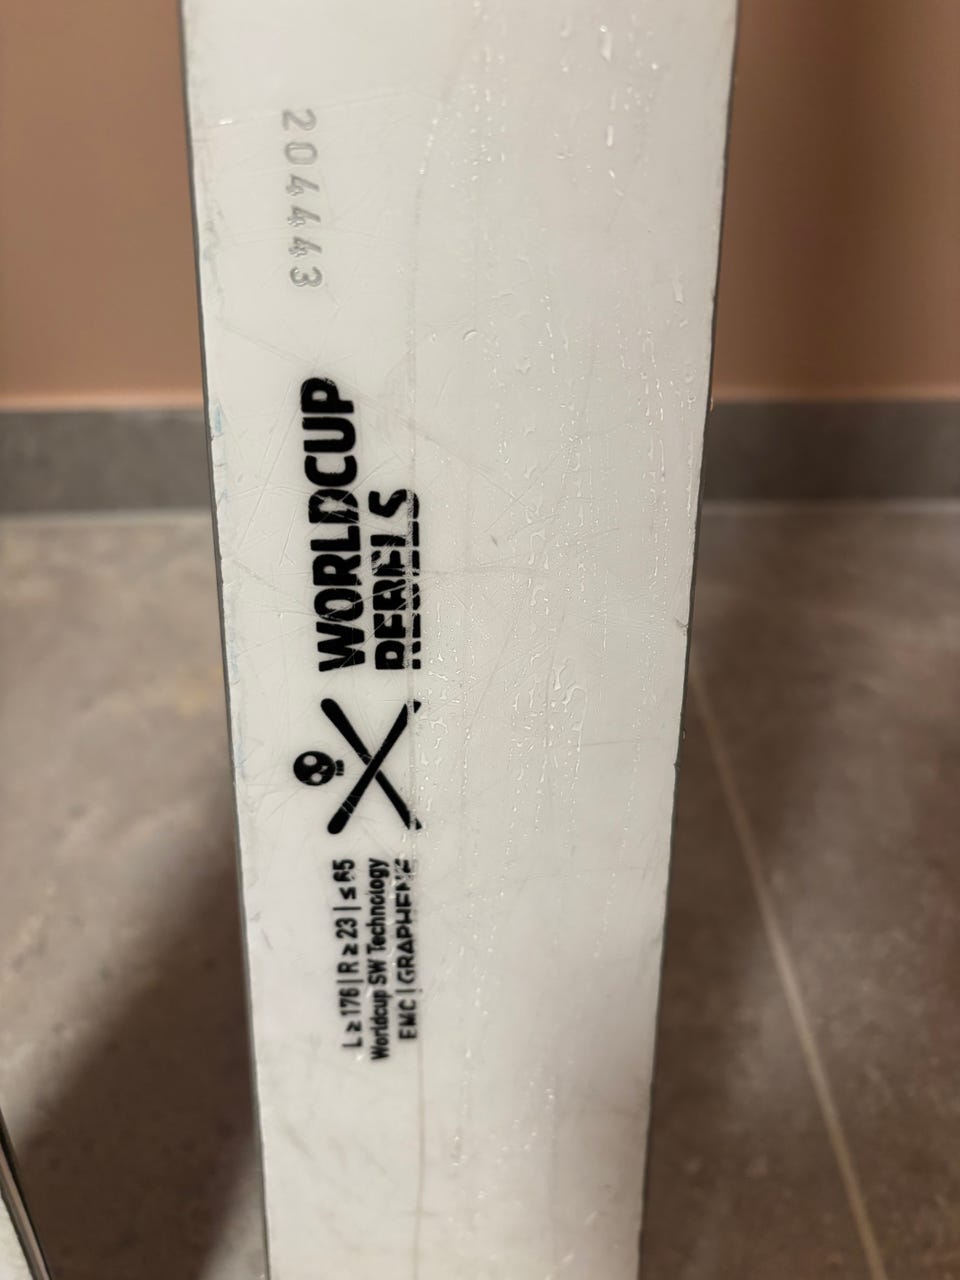 204443
WORLDCUP
REBELS
L ≥ 176 | R ≥ 23 | ≤ 65
Worldcup SW Technology
EMC | GRAPHENE